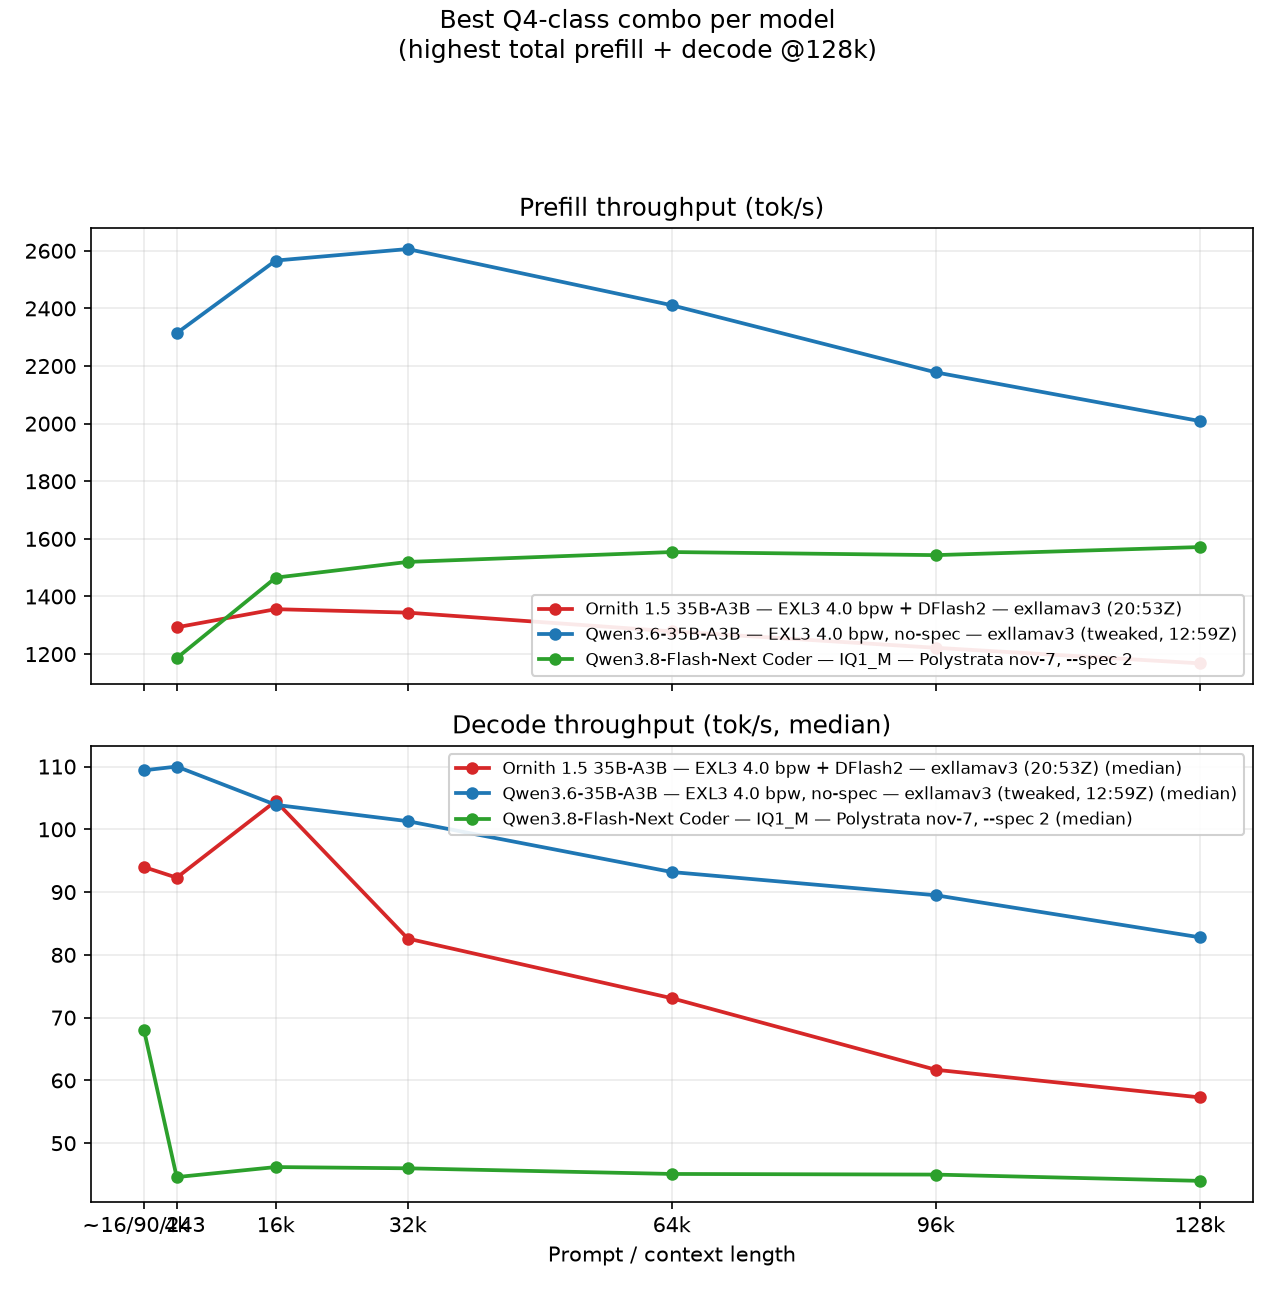 Best Q4-class combo per model
(highest total prefill + decode @128k)
Prefill throughput (tok/s)
2600
2400
2200
2000
1800
1600
1400
1200
Ornith 1.5 35B-A3B — EXL3 4.0 bpw + DFlash2 — exllamav3 (20:53Z)
Qwen3.6-35B-A3B — EXL3 4.0 bpw, no-spec — exllamav3 (tweaked, 12:59Z)
Qwen3.8-Flash-Next Coder — IQ1_M — Polystrata nov-7, --spec 2
Decode throughput (tok/s, median)
110
100
90
80
70
60
50
Ornith 1.5 35B-A3B — EXL3 4.0 bpw + DFlash2 — exllamav3 (20:53Z) (median)
Qwen3.6-35B-A3B — EXL3 4.0 bpw, no-spec — exllamav3 (tweaked, 12:59Z) (median)
Qwen3.8-Flash-Next Coder — IQ1_M — Polystrata nov-7, --spec 2 (median)
16k 32k 64k 96k 128k
Prompt / context length